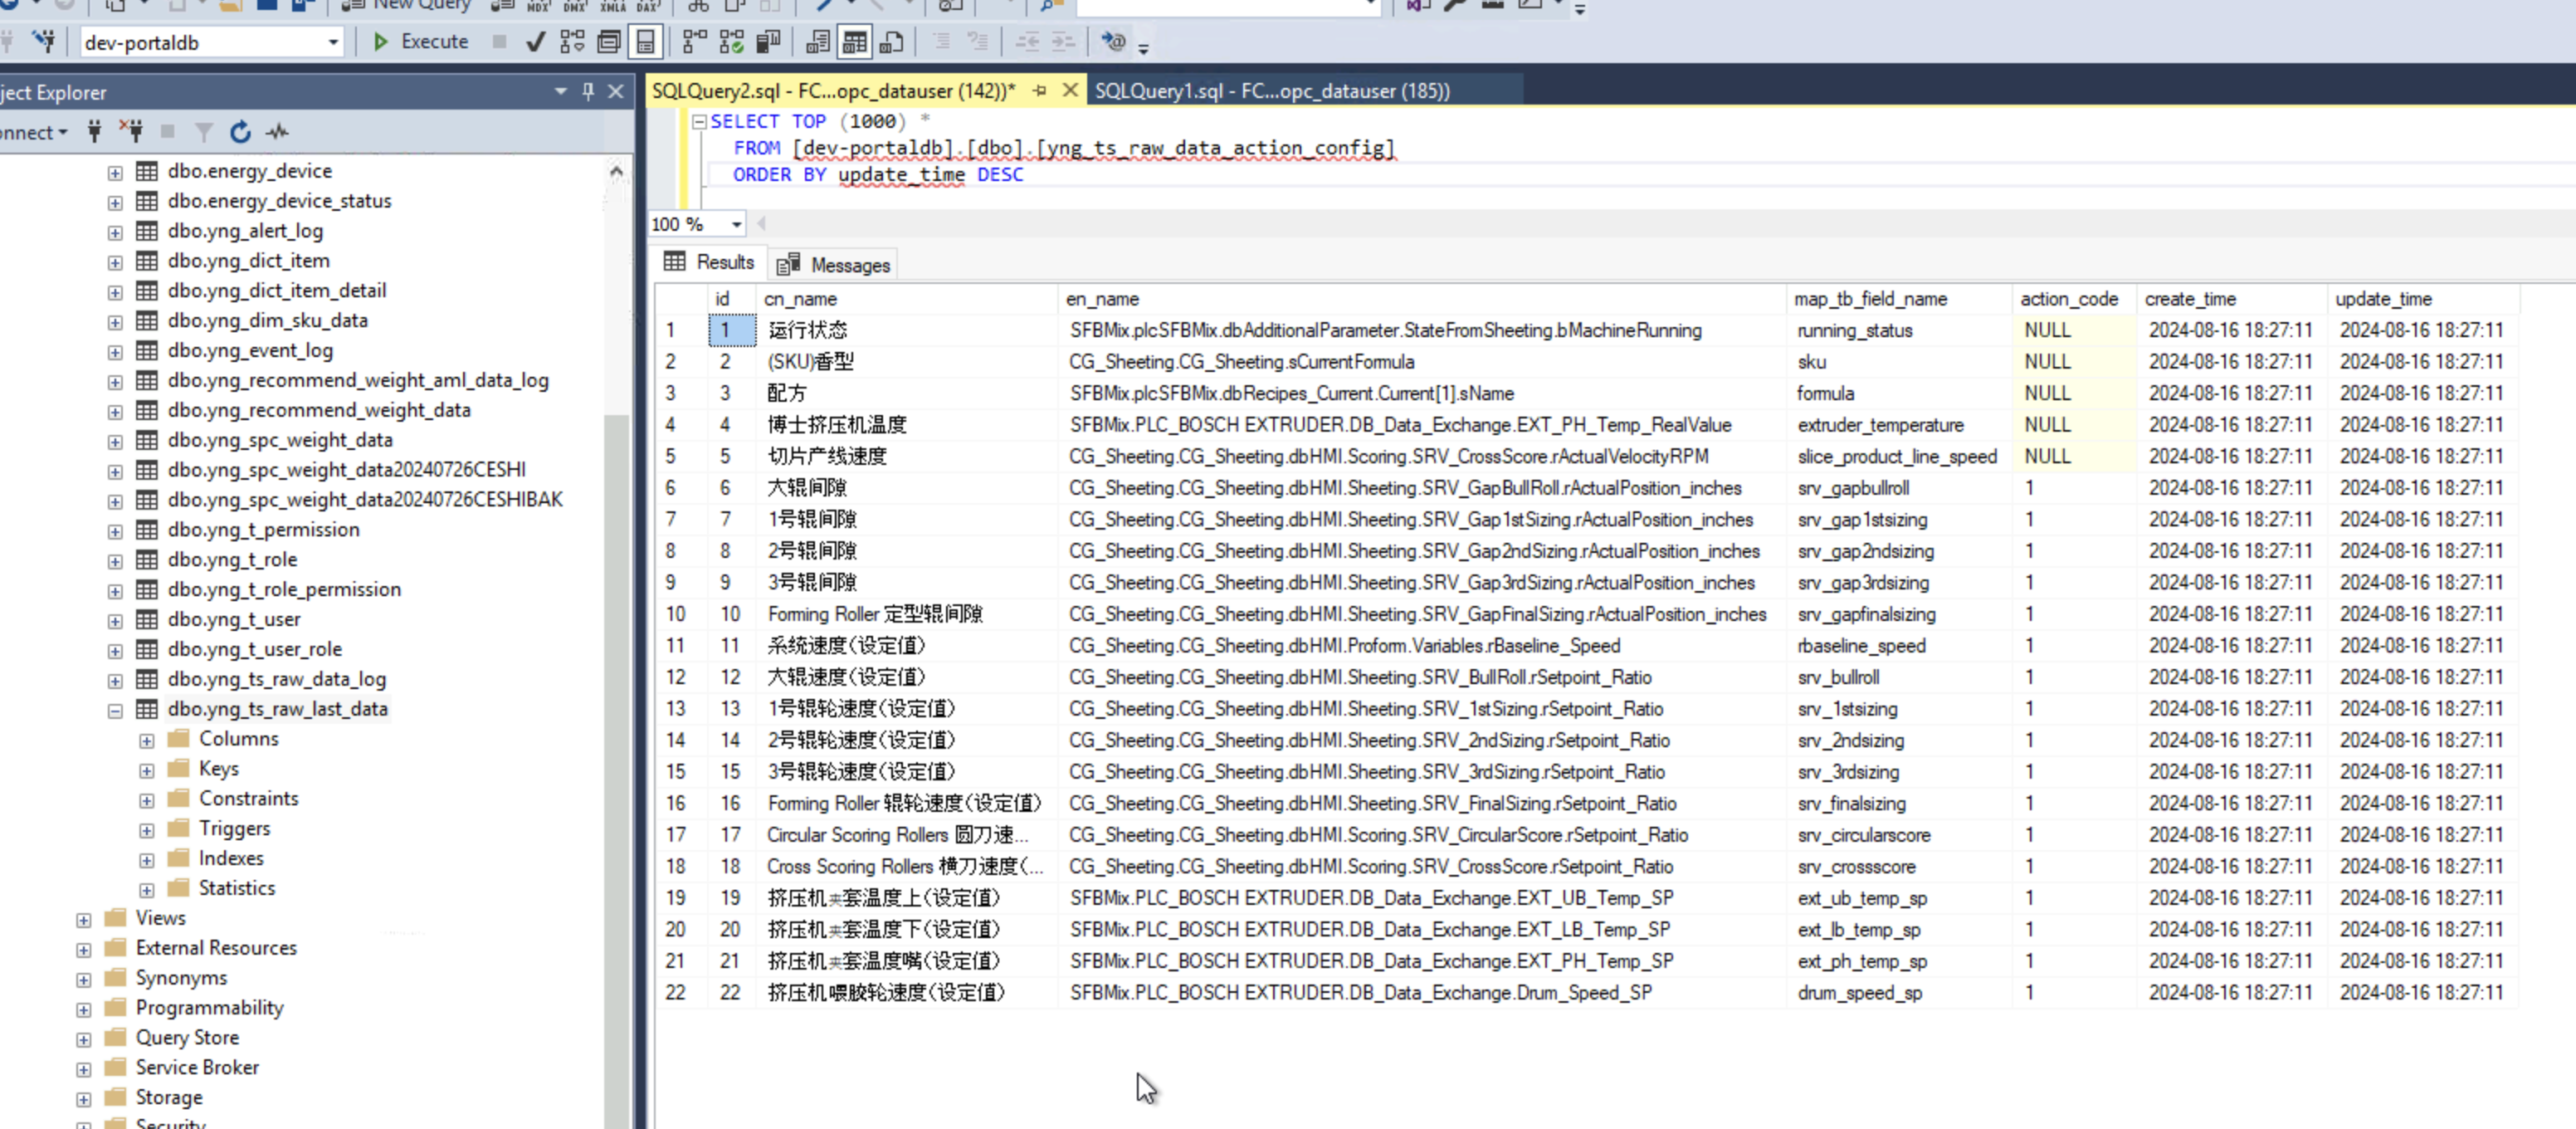 New Query
MDX DMX XMLA DAX
dev-portaldb
Execute
ject Explorer
SQLQuery2.sql - FC...opc_datauser (142))*
SQLQuery1.sql - FC...opc_datauser (185))
nnect
SELECT TOP (1000) *
FROM [dev-portaldb].[dbo].[yng_ts_raw_data_action_config]
ORDER BY update_time DESC
100 %
Results
Messages
dbo.energy_device
dbo.energy_device_status
dbo.yng_alert_log
dbo.yng_dict_item
dbo.yng_dict_item_detail
dbo.yng_dim_sku_data
dbo.yng_event_log
dbo.yng_recommend_weight_aml_data_log
dbo.yng_recommend_weight_data
dbo.yng_spc_weight_data
dbo.yng_spc_weight_data20240726CESHI
dbo.yng_spc_weight_data20240726CESHIBAK
dbo.yng_t_permission
dbo.yng_t_role
dbo.yng_t_role_permission
dbo.yng_t_user
dbo.yng_t_user_role
dbo.yng_ts_raw_data_log
dbo.yng_ts_raw_last_data
Columns
Keys
Constraints
Triggers
Indexes
Statistics
Views
External Resources
Synonyms
Programmability
Query Store
Service Broker
Storage
Security
id cn_name en_name map_tb_field_name action_code create_time update_time
1 1 运行状态 SFBMix.plcSFBMix.dbAdditionalParameter.StateFromSheeting.bMachineRunning running_status NULL 2024-08-16 18:27:11 2024-08-16 18:27:11
2 2 (SKU)香型 CG_Sheeting.CG_Sheeting.sCurrentFormula sku NULL 2024-08-16 18:27:11 2024-08-16 18:27:11
3 3 配方 SFBMix.plcSFBMix.dbRecipes_Current.Current[1].sName formula NULL 2024-08-16 18:27:11 2024-08-16 18:27:11
4 4 博士挤压机温度 SFBMix.PLC_BOSCH EXTRUDER.DB_Data_Exchange.EXT_PH_Temp_RealValue extruder_temperature NULL 2024-08-16 18:27:11 2024-08-16 18:27:11
5 5 切片产线速度 CG_Sheeting.CG_Sheeting.dbHMI.Scoring.SRV_CrossScore.rActualVelocityRPM slice_product_line_speed NULL 2024-08-16 18:27:11 2024-08-16 18:27:11
6 6 大辊间隙 CG_Sheeting.CG_Sheeting.dbHMI.Sheeting.SRV_GapBullRoll.rActualPosition_inches srv_gapbullroll 1 2024-08-16 18:27:11 2024-08-16 18:27:11
7 7 1号辊间隙 CG_Sheeting.CG_Sheeting.dbHMI.Sheeting.SRV_Gap1stSizing.rActualPosition_inches srv_gap1stsizing 1 2024-08-16 18:27:11 2024-08-16 18:27:11
8 8 2号辊间隙 CG_Sheeting.CG_Sheeting.dbHMI.Sheeting.SRV_Gap2ndSizing.rActualPosition_inches srv_gap2ndsizing 1 2024-08-16 18:27:11 2024-08-16 18:27:11
9 9 3号辊间隙 CG_Sheeting.CG_Sheeting.dbHMI.Sheeting.SRV_Gap3rdSizing.rActualPosition_inches srv_gap3rdsizing 1 2024-08-16 18:27:11 2024-08-16 18:27:11
10 10 Forming Roller 定型辊间隙 CG_Sheeting.CG_Sheeting.dbHMI.Sheeting.SRV_GapFinalSizing.rActualPosition_inches srv_gapfinalsizing 1 2024-08-16 18:27:11 2024-08-16 18:27:11
11 11 系统速度(设定值) CG_Sheeting.CG_Sheeting.dbHMI.Proform.Variables.rBaseline_Speed rbaseline_speed 1 2024-08-16 18:27:11 2024-08-16 18:27:11
12 12 大辊速度(设定值) CG_Sheeting.CG_Sheeting.dbHMI.Sheeting.SRV_BullRoll.rSetpoint_Ratio srv_bullroll 1 2024-08-16 18:27:11 2024-08-16 18:27:11
13 13 1号辊轮速度(设定值) CG_Sheeting.CG_Sheeting.dbHMI.Sheeting.SRV_1stSizing.rSetpoint_Ratio srv_1stsizing 1 2024-08-16 18:27:11 2024-08-16 18:27:11
14 14 2号辊轮速度(设定值) CG_Sheeting.CG_Sheeting.dbHMI.Sheeting.SRV_2ndSizing.rSetpoint_Ratio srv_2ndsizing 1 2024-08-16 18:27:11 2024-08-16 18:27:11
15 15 3号辊轮速度(设定值) CG_Sheeting.CG_Sheeting.dbHMI.Sheeting.SRV_3rdSizing.rSetpoint_Ratio srv_3rdsizing 1 2024-08-16 18:27:11 2024-08-16 18:27:11
16 16 Forming Roller 辊轮速度(设定值) CG_Sheeting.CG_Sheeting.dbHMI.Sheeting.SRV_FinalSizing.rSetpoint_Ratio srv_finalsizing 1 2024-08-16 18:27:11 2024-08-16 18:27:11
17 17 Circular Scoring Rollers 圆刀速... CG_Sheeting.CG_Sheeting.dbHMI.Scoring.SRV_CircularScore.rSetpoint_Ratio srv_circularscore 1 2024-08-16 18:27:11 2024-08-16 18:27:11
18 18 Cross Scoring Rollers 横刀速度(... CG_Sheeting.CG_Sheeting.dbHMI.Scoring.SRV_CrossScore.rSetpoint_Ratio srv_crossscore 1 2024-08-16 18:27:11 2024-08-16 18:27:11
19 19 挤压机夹套温度上(设定值) SFBMix.PLC_BOSCH EXTRUDER.DB_Data_Exchange.EXT_UB_Temp_SP ext_ub_temp_sp 1 2024-08-16 18:27:11 2024-08-16 18:27:11
20 20 挤压机夹套温度下(设定值) SFBMix.PLC_BOSCH EXTRUDER.DB_Data_Exchange.EXT_LB_Temp_SP ext_lb_temp_sp 1 2024-08-16 18:27:11 2024-08-16 18:27:11
21 21 挤压机夹套温度嘴(设定值) SFBMix.PLC_BOSCH EXTRUDER.DB_Data_Exchange.EXT_PH_Temp_SP ext_ph_temp_sp 1 2024-08-16 18:27:11 2024-08-16 18:27:11
22 22 挤压机喂胶轮速度(设定值) SFBMix.PLC_BOSCH EXTRUDER.DB_Data_Exchange.Drum_Speed_SP drum_speed_sp 1 2024-08-16 18:27:11 2024-08-16 18:27:11